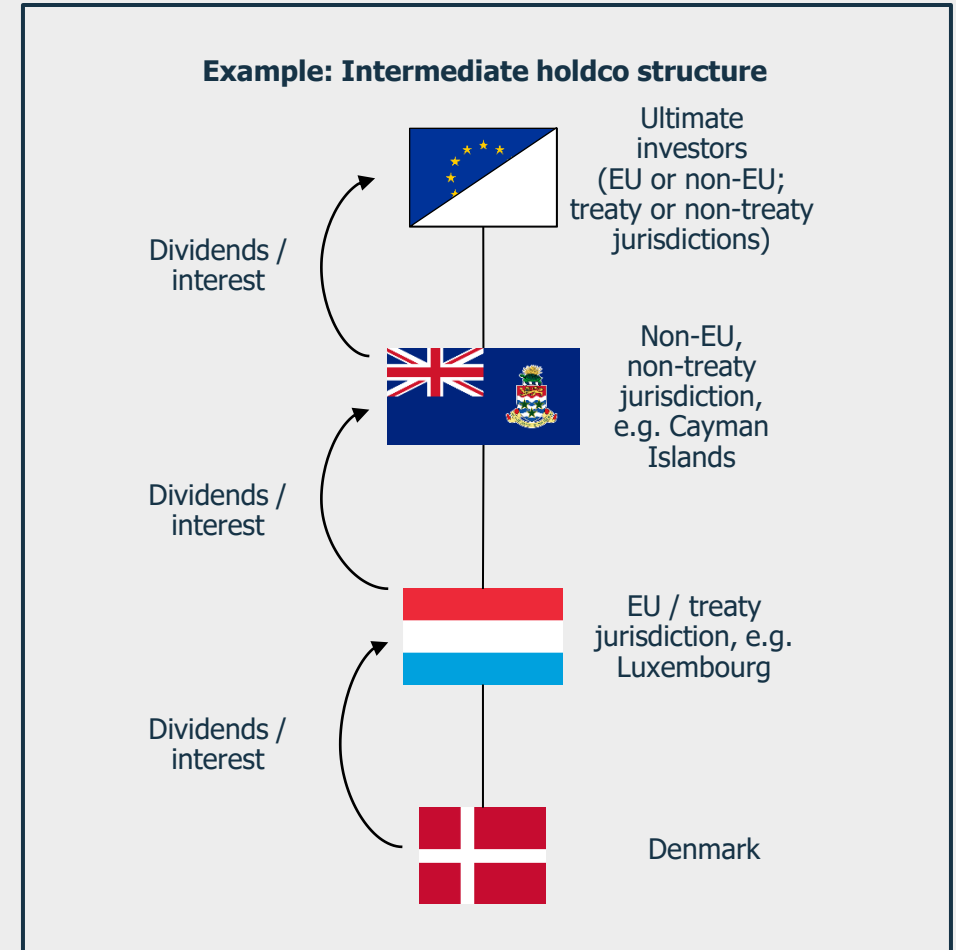 Example: Intermediate holdco structure
Ultimate
investors
(EU or non-EU;
treaty or non-treaty
jurisdictions)
Dividends /
interest
Non-EU,
non-treaty
jurisdiction,
e.g. Cayman
Islands
Dividends /
interest
EU / treaty
jurisdiction, e.g.
Luxembourg
Dividends /
interest
Denmark